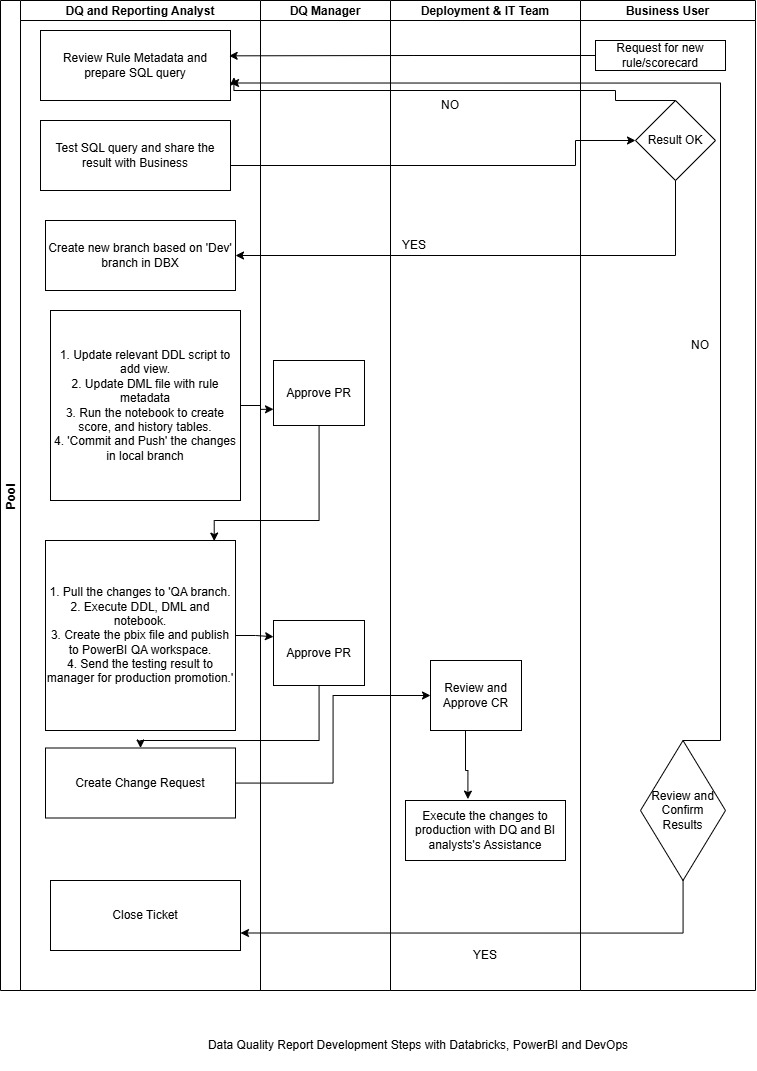 DQ and Reporting Analyst
DQ Manager
Deployment & IT Team
Business User
Pool
Review Rule Metadata and
prepare SQL query
Request for new
rule/scorecard
NO
Test SQL query and share the
result with Business
Result OK
Create new branch based on 'Dev'
branch in DBX
YES
NO
1. Update relevant DDL script to
add view.
2. Update DML file with rule
metadata
3. Run the notebook to create
score, and history tables.
4. 'Commit and Push' the changes
in local branch
Approve PR
1. Pull the changes to 'QA branch.
2. Execute DDL, DML and
notebook.
3. Create the pbix file and publish
to PowerBI QA workspace.
4. Send the testing result to
manager for production promotion.'
Approve PR
Review and
Approve CR
Create Change Request
Execute the changes to
production with DQ and BI
analysts's Assistance
Review and
Confirm
Results
Close Ticket
YES
Data Quality Report Development Steps with Databricks, PowerBI and DevOps